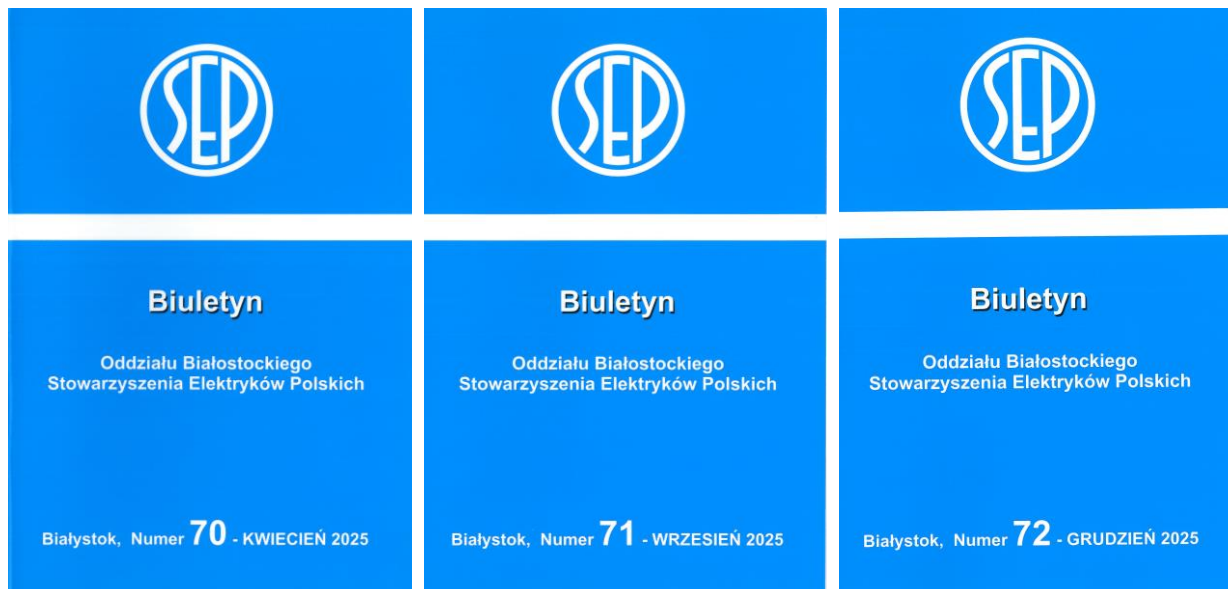 SEP
Biuletyn
Oddziału Białostockiego
Stowarzyszenia Elektryków Polskich
Białystok, Numer 70 - KWIECIEŃ 2025
SEP
Biuletyn
Oddziału Białostockiego
Stowarzyszenia Elektryków Polskich
Białystok, Numer 71 - WRZESIEŃ 2025
SEP
Biuletyn
Oddziału Białostockiego
Stowarzyszenia Elektryków Polskich
Białystok, Numer 72 - GRUDZIEŃ 2025